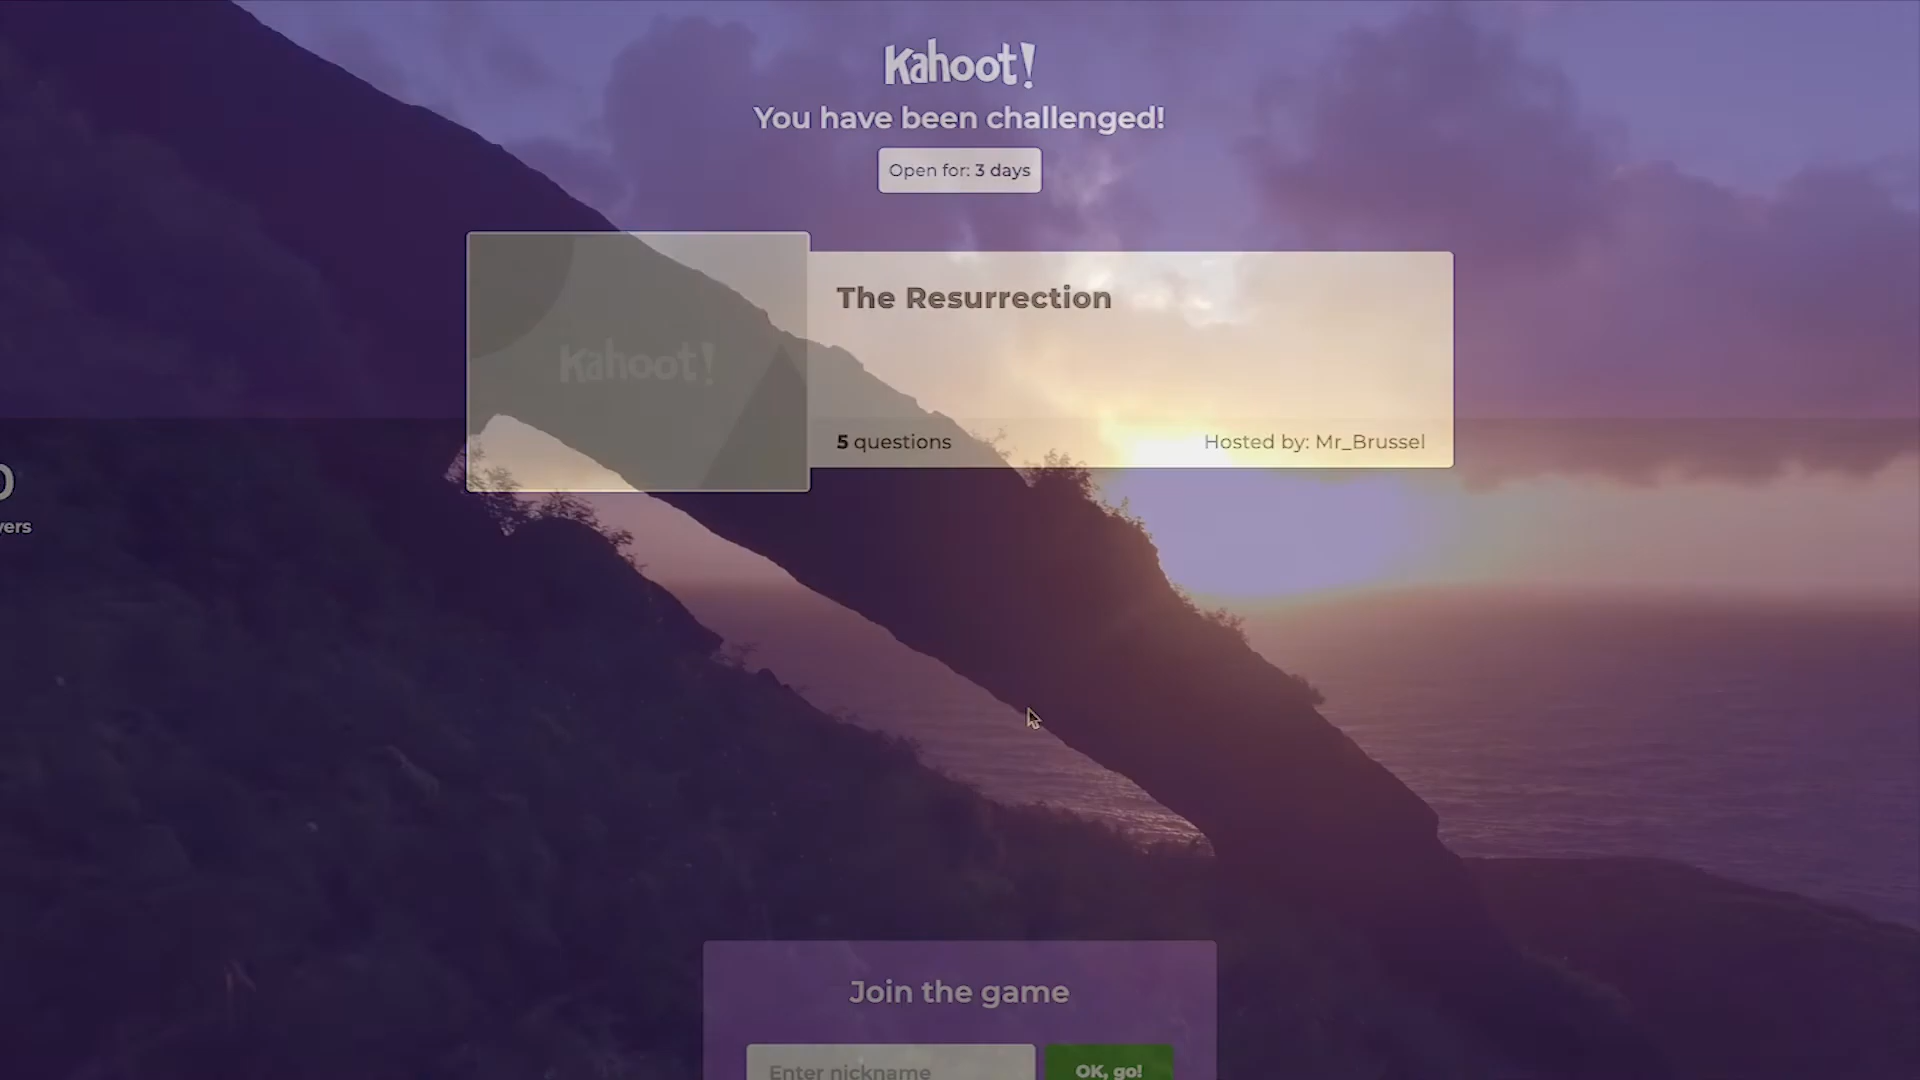 Kahoot!
You have been challenged!
Open for: 3 days
Kahoot!
The Resurrection
5 questions
Hosted by: Mr_Brussel
Join the game
Enter nickname
OK, go!